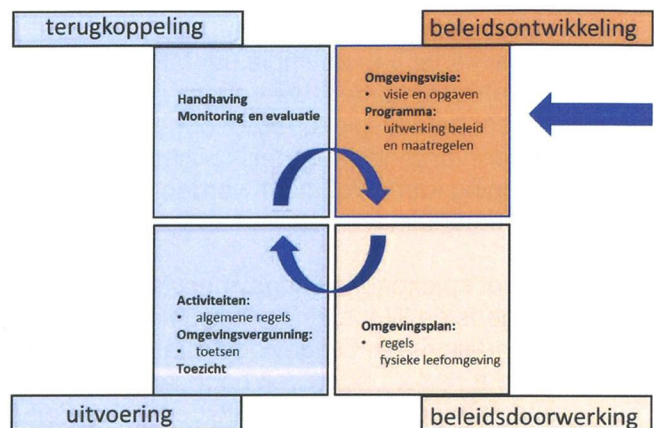 terugkoppeling
beleidsontwikkeling
Handhaving
Monitoring en evaluatie
Omgevingsvisie:
• visie en opgaven
Programma:
• uitwerking beleid
en maatregelen
Activiteiten:
• algemene regels
Omgevingsvergunning:
• toetsen
Toezicht
Omgevingsplan:
• regels
fysieke leefomgeving
uitvoering
beleidsdoorwerking